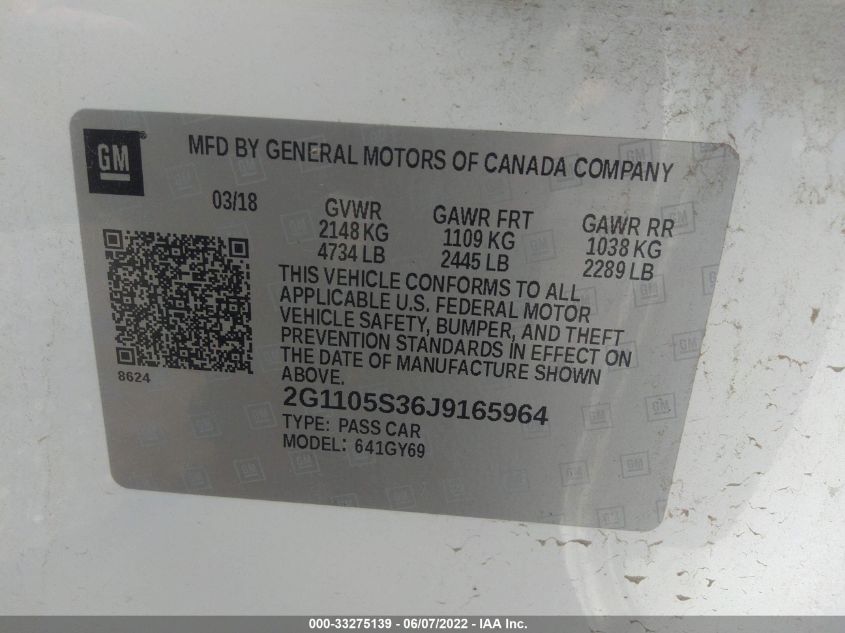 GM
MFD BY GENERAL MOTORS OF CANADA COMPANY
03/18
GVWR
2148 KG
4734 LB
GAWR FRT
1109 KG
2445 LB
GAWR RR
1038 KG
2289 LB
THIS VEHICLE CONFORMS TO ALL
APPLICABLE U.S. FEDERAL MOTOR
VEHICLE SAFETY, BUMPER, AND THEFT
PREVENTION STANDARDS IN EFFECT ON
THE DATE OF MANUFACTURE SHOWN
ABOVE.
8624
2G1105S36J9165964
TYPE: PASS CAR
MODEL: 641GY69
000-33275139 - 06/07/2022 - IAA Inc.